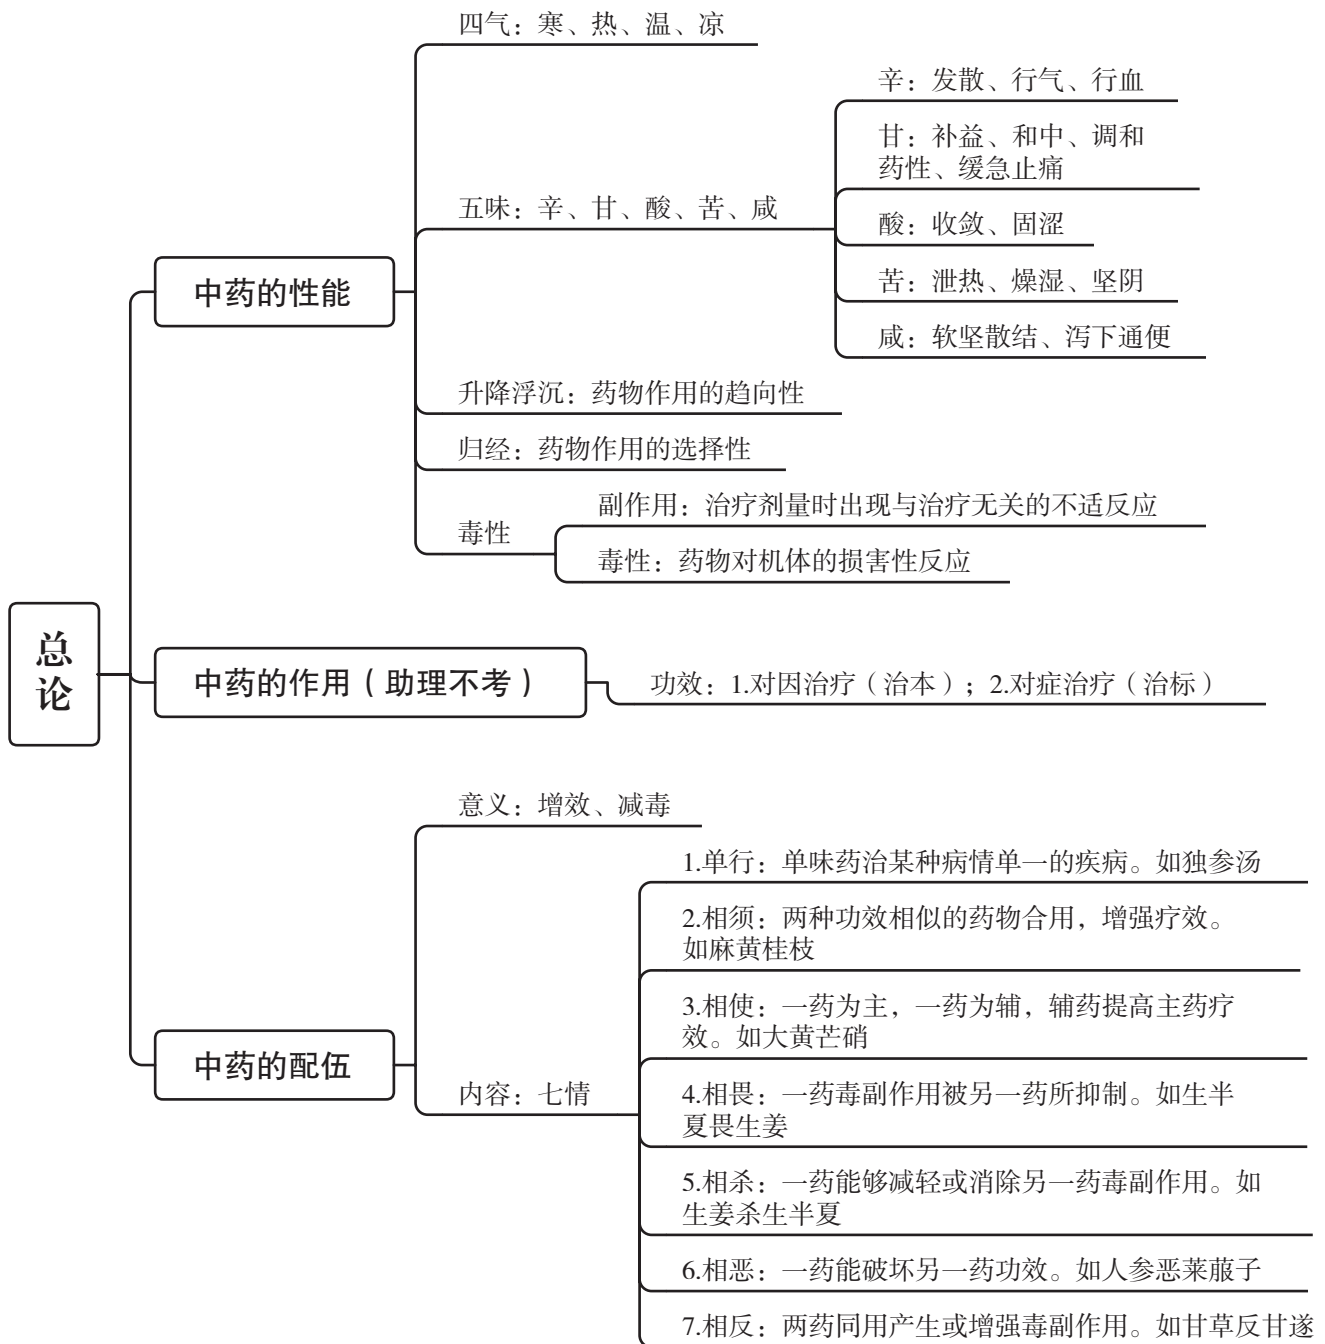 总论
中药的性能
四气：寒、热、温、凉
五味：辛、甘、酸、苦、咸
辛：发散、行气、行血
甘：补益、和中、调和
药性、缓急止痛
酸：收敛、固涩
苦：泄热、燥湿、坚阴
咸：软坚散结、泻下通便
升降浮沉：药物作用的趋向性
归经：药物作用的选择性
毒性
副作用：治疗剂量时出现与治疗无关的不适反应
毒性：药物对机体的损害性反应
中药的作用（助理不考）
功效：1.对因治疗（治本）；2.对症治疗（治标）
中药的配伍
意义：增效、减毒
内容：七情
1.单行：单味药治某种病情单一的疾病。如独参汤
2.相须：两种功效相似的药物合用，增强疗效。
如麻黄桂枝
3.相使：一药为主，一药为辅，辅药提高主药疗
效。如大黄芒硝
4.相畏：一药毒副作用被另一药所抑制。如生半
夏畏生姜
5.相杀：一药能够减轻或消除另一药毒副作用。如
生姜杀生半夏
6.相恶：一药能破坏另一药功效。如人参恶莱菔子
7.相反：两药同用产生或增强毒副作用。如甘草反甘遂